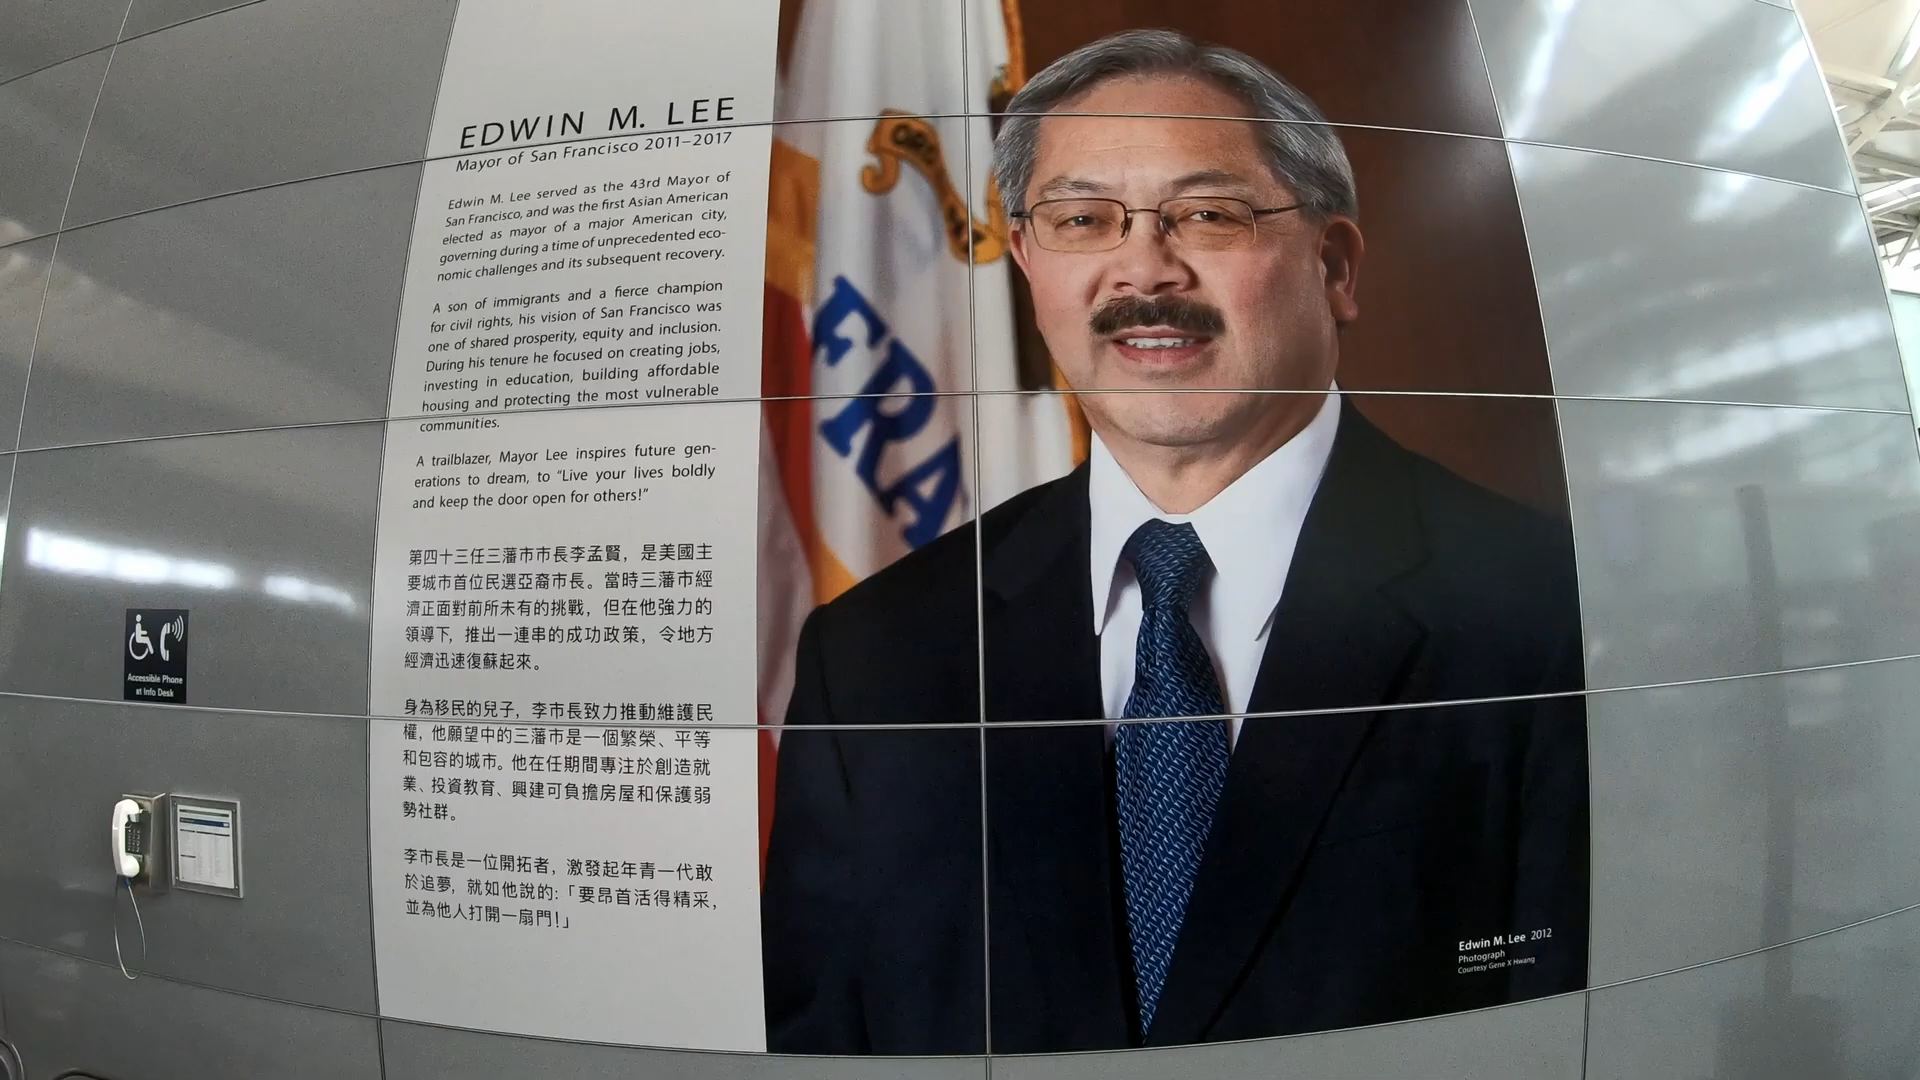 EDWIN M. LEE
Mayor of San Francisco 2011–2017
Edwin M. Lee served as the 43rd Mayor of
San Francisco, and was the first Asian American
elected as mayor of a major American city,
governing during a time of unprecedented eco-
nomic challenges and its subsequent recovery.
A son of immigrants and a fierce champion
for civil rights, his vision of San Francisco was
one of shared prosperity, equity and inclusion.
During his tenure he focused on creating jobs,
investing in education, building affordable
housing and protecting the most vulnerable
communities.
A trailblazer, Mayor Lee inspires future gen-
erations to dream, to “Live your lives boldly
and keep the door open for others!”
第四十三任三藩市市長李孟賢，是美國主
要城市首位民選亞裔市長。當時三藩市經
濟正面對前所未有的挑戰，但在他強力的
領導下，推出一連串的成功政策，令地方
經濟迅速復蘇起來。
身為移民的兒子，李市長致力推動維護民
權，他願望中的三藩市是一個繁榮、平等
和包容的城市。他在任期間專注於創造就
業、投資教育、興建可負擔房屋和保護弱
勢社群。
李市長是一位開拓者，激發起年青一代敢
於追夢，就如他說的：「要昂首活得精采，
並為他人打開一扇門！」
FRA
Edwin M. Lee 2012
Photograph
Courtesy Gene X Hwang
Accessible Phone
at Info Desk